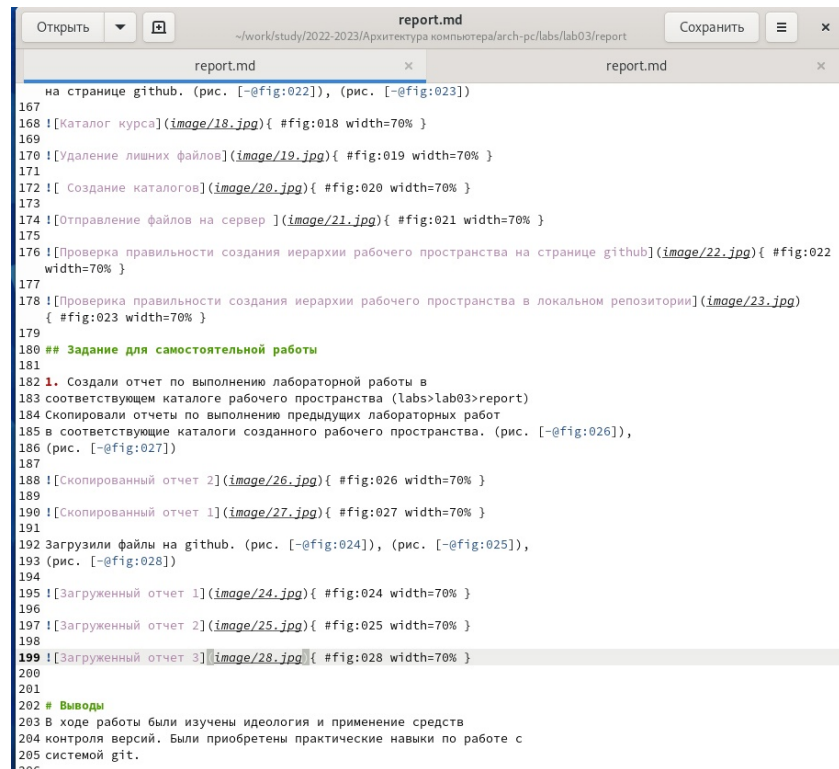 Открыть
report.md
~/work/study/2022-2023/Архитектура компьютера/arch-pc/labs/lab03/report
Сохранить
report.md
report.md
на странице github. (рис. [-@fig:022]), (рис. [-@fig:023])
167
168 ![Каталог курса](image/18.jpg){ #fig:018 width=70% }
169
170 ![Удаление лишних файлов](image/19.jpg){ #fig:019 width=70% }
171
172 ![ Создание каталогов](image/20.jpg){ #fig:020 width=70% }
173
174 ![Отправление файлов на сервер ](image/21.jpg){ #fig:021 width=70% }
175
176 ![Проверка правильности создания иерархии рабочего пространства на странице github](image/22.jpg){ #fig:022
width=70% }
177
178 ![Проверика правильности создания иерархии рабочего пространства в локальном репозитории](image/23.jpg)
{ #fig:023 width=70% }
179
180 ## Задание для самостоятельной работы
181
182 1. Создали отчет по выполнению лабораторной работы в
183 соответствующем каталоге рабочего пространства (labs>lab03>report)
184 Скопировали отчеты по выполнению предыдущих лабораторных работ
185 в соответствующие каталоги созданного рабочего пространства. (рис. [-@fig:026]),
186 (рис. [-@fig:027])
187
188 ![Скопированный отчет 2](image/26.jpg){ #fig:026 width=70% }
189
190 ![Скопированный отчет 1](image/27.jpg){ #fig:027 width=70% }
191
192 Загрузили файлы на github. (рис. [-@fig:024]), (рис. [-@fig:025]),
193 (рис. [-@fig:028])
194
195 ![Загруженный отчет 1](image/24.jpg){ #fig:024 width=70% }
196
197 ![Загруженный отчет 2](image/25.jpg){ #fig:025 width=70% }
198
199 ![Загруженный отчет 3](image/28.jpg){ #fig:028 width=70% }
200
201
202 # Выводы
203 В ходе работы были изучены идеология и применение средств
204 контроля версий. Были приобретены практические навыки по работе с
205 системой git.